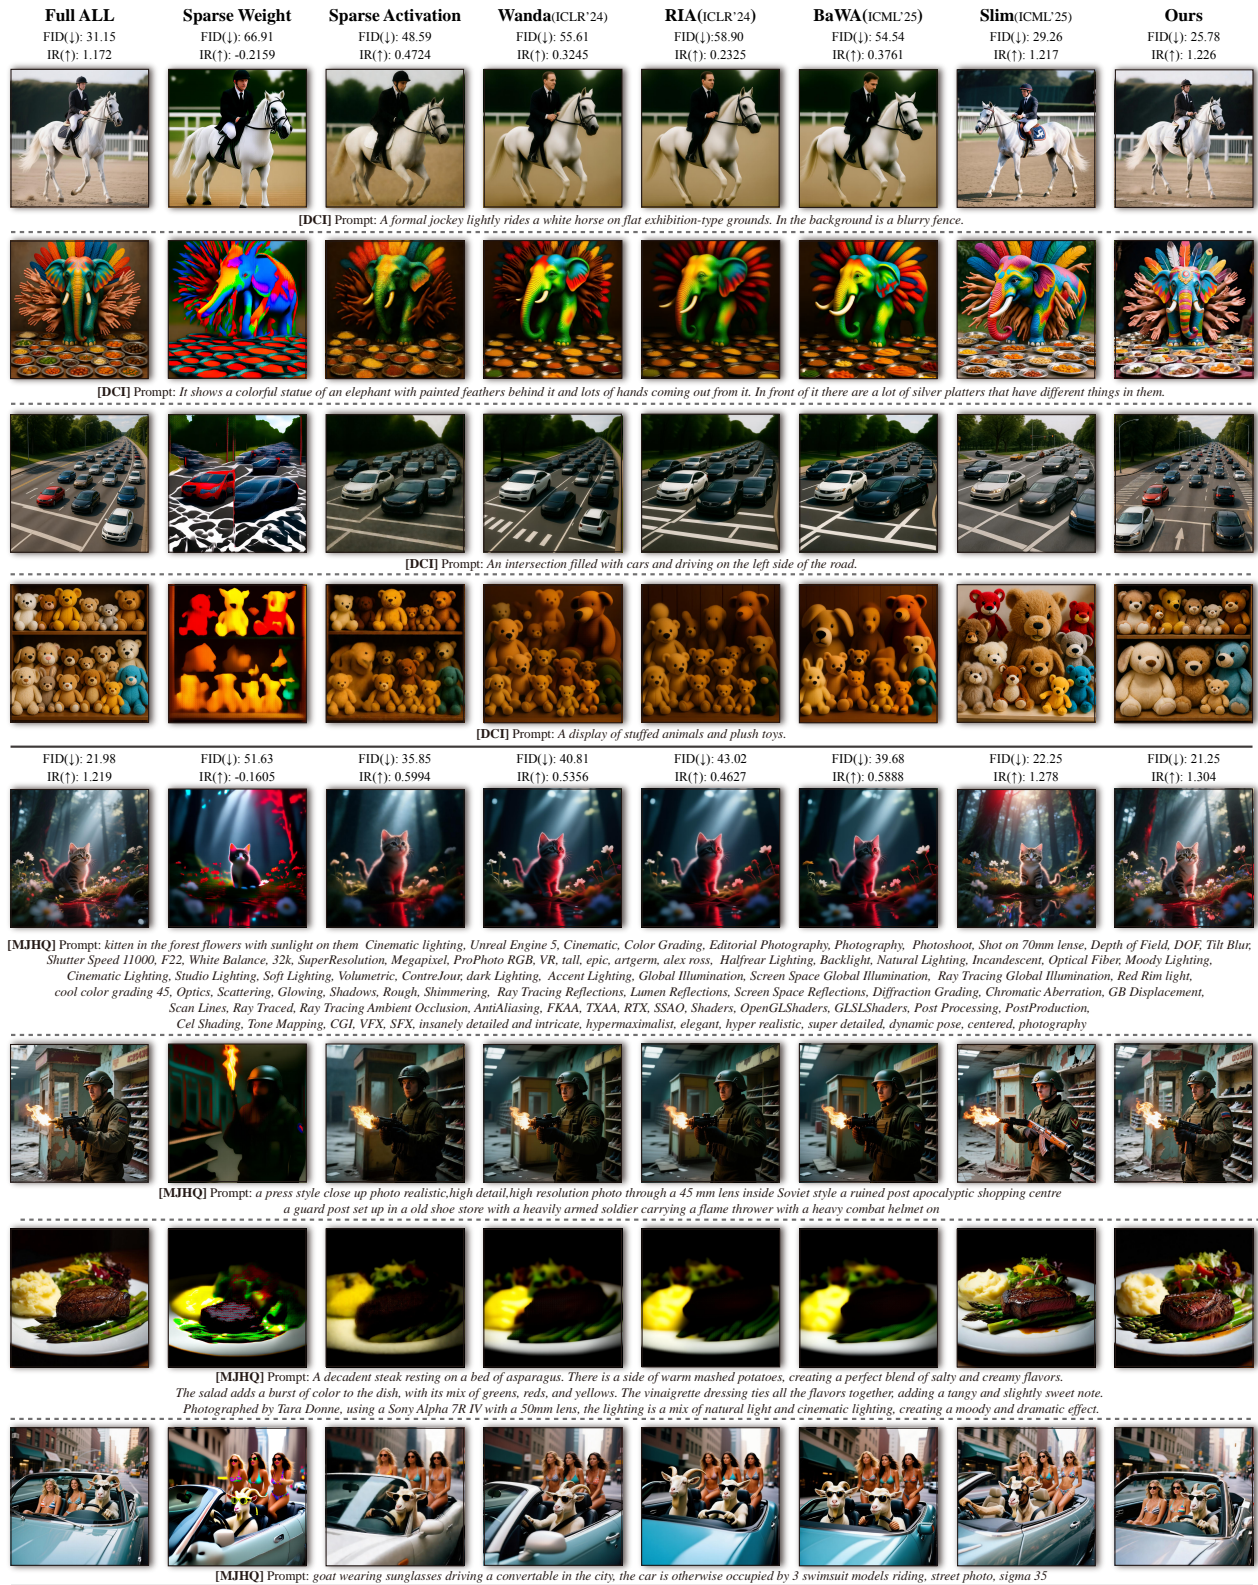 Full ALL Sparse Weight Sparse Activation Wanda(ICLR'24) RIA(ICLR'24) BaWA(ICML'25) Slim(ICML'25) Ours
FID(↓): 31.15 FID(↓): 66.91 FID(↓): 48.59 FID(↓): 55.61 FID(↓):58.90 FID(↓): 54.54 FID(↓): 29.26 FID(↓): 25.78
IR(↑): 1.172 IR(↑): -0.2159 IR(↑): 0.4724 IR(↑): 0.3245 IR(↑): 0.2325 IR(↑): 0.3761 IR(↑): 1.217 IR(↑): 1.226
[DCI] Prompt: A formal jockey lightly rides a white horse on flat exhibition-type grounds. In the background is a blurry fence.
[DCI] Prompt: It shows a colorful statue of an elephant with painted feathers behind it and lots of hands coming out from it. In front of it there are a lot of silver platters that have different things in them.
[DCI] Prompt: An intersection filled with cars and driving on the left side of the road.
[DCI] Prompt: A display of stuffed animals and plush toys.
FID(↓): 21.98 FID(↓): 51.63 FID(↓): 35.85 FID(↓): 40.81 FID(↓): 43.02 FID(↓): 39.68 FID(↓): 22.25 FID(↓): 21.25
IR(↑): 1.219 IR(↑): -0.1605 IR(↑): 0.5994 IR(↑): 0.5356 IR(↑): 0.4627 IR(↑): 0.5888 IR(↑): 1.278 IR(↑): 1.304
[MJHQ] Prompt: kitten in the forest flowers with sunlight on them Cinematic lighting, Unreal Engine 5, Cinematic, Color Grading, Editorial Photography, Photography, Photoshoot, Shot on 70mm lense, Depth of Field, DOF, Tilt Blur,
Shutter Speed 11000, F22, White Balance, 32k, SuperResolution, Megapixel, ProPhoto RGB, VR, tall, epic, artgerm, alex ross, Halfrear Lighting, Backlight, Natural Lighting, Incandescent, Optical Fiber, Moody Lighting,
Cinematic Lighting, Studio Lighting, Soft Lighting, Volumetric, ContreJour, dark Lighting, Accent Lighting, Global Illumination, Screen Space Global Illumination, Ray Tracing Global Illumination, Red Rim light,
cool color grading 45, Optics, Scattering, Glowing, Shadows, Rough, Shimmering, Ray Tracing Reflections, Lumen Reflections, Screen Space Reflections, Diffraction Grading, Chromatic Aberration, GB Displacement,
Scan Lines, Ray Traced, Ray Tracing Ambient Occlusion, AntiAliasing, FKAA, TXAA, RTX, SSAO, Shaders, OpenGLShaders, GLSLShaders, Post Processing, PostProduction,
Cel Shading, Tone Mapping, CGI, VFX, SFX, insanely detailed and intricate, hypermaximalist, elegant, hyper realistic, super detailed, dynamic pose, centered, photography
[MJHQ] Prompt: a press style close up photo realistic,high detail,high resolution photo through a 45 mm lens inside Soviet style a ruined post apocalyptic shopping centre
a guard post set up in a old shoe store with a heavily armed soldier carrying a flame thrower with a heavy combat helmet on
[MJHQ] Prompt: A decadent steak resting on a bed of asparagus. There is a side of warm mashed potatoes, creating a perfect blend of salty and creamy flavors.
The salad adds a burst of color to the dish, with its mix of greens, reds, and yellows. The vinaigrette dressing ties all the flavors together, adding a tangy and slightly sweet note.
Photographed by Tara Donne, using a Sony Alpha 7R IV with a 50mm lens, the lighting is a mix of natural light and cinematic lighting, creating a moody and dramatic effect.
[MJHQ] Prompt: goat wearing sunglasses driving a convertable in the city, the car is otherwise occupied by 3 swimsuit models riding, street photo, sigma 35